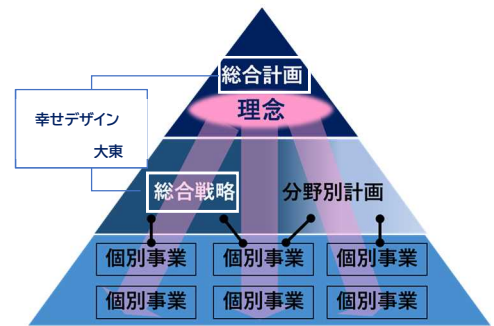 総合計画
理念
幸せデザイン
大東
総合戦略
分野別計画
個別事業
個別事業
個別事業
個別事業
個別事業
個別事業